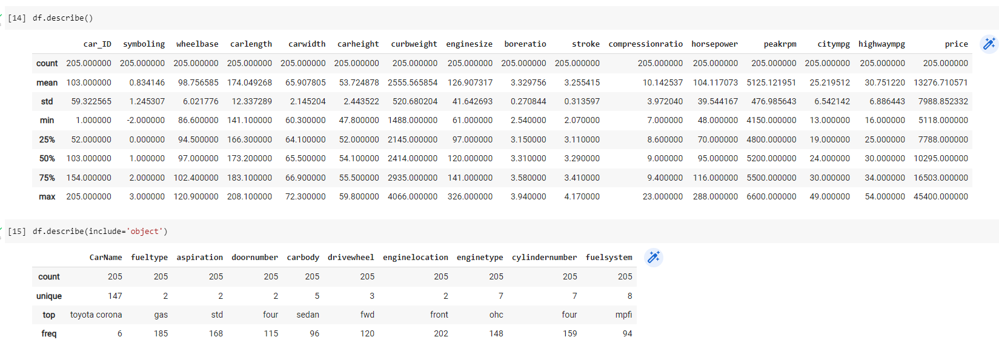 [14] df.describe()
car_ID symboling wheelbase carlength carwidth carheight curbweight enginesize boreratio stroke compressionratio horsepower peakrpm citympg highwaympg price
count 205.000000 205.000000 205.000000 205.000000 205.000000 205.000000 205.000000 205.000000 205.000000 205.000000 205.000000 205.000000 205.000000 205.000000 205.000000 205.000000
mean 103.000000 0.834146 98.756585 174.049268 65.907805 53.724878 2555.565854 126.907317 3.329756 3.255415 10.142537 104.117073 5125.121951 25.219512 30.751220 13276.710571
std 59.322565 1.245307 6.021776 12.337289 2.145204 2.443522 520.680204 41.642693 0.270844 0.313597 3.972040 39.544167 476.985643 6.542142 6.886443 7988.852332
min 1.000000 -2.000000 86.600000 141.100000 60.300000 47.800000 1488.000000 61.000000 2.540000 2.070000 7.000000 48.000000 4150.000000 13.000000 16.000000 5118.000000
25% 52.000000 0.000000 94.500000 166.300000 64.100000 52.000000 2145.000000 97.000000 3.150000 3.110000 8.600000 70.000000 4800.000000 19.000000 25.000000 7788.000000
50% 103.000000 1.000000 97.000000 173.200000 65.500000 54.100000 2414.000000 120.000000 3.310000 3.290000 9.000000 95.000000 5200.000000 24.000000 30.000000 10295.000000
75% 154.000000 2.000000 102.400000 183.100000 66.900000 55.500000 2935.000000 141.000000 3.580000 3.410000 9.400000 116.000000 5500.000000 30.000000 34.000000 16503.000000
max 205.000000 3.000000 120.900000 208.100000 72.300000 59.800000 4066.000000 326.000000 3.940000 4.170000 23.000000 288.000000 6600.000000 49.000000 54.000000 45400.000000
[15] df.describe(include='object')
CarName fueltype aspiration doornumber carbody drivewheel enginelocation enginetype cylindernumber fuelsystem
count 205 205 205 205 205 205 205 205 205 205
unique 147 2 2 2 5 3 2 7 7 8
top toyota corona gas std four sedan fwd front ohc four mpfi
freq 6 185 168 115 96 120 202 148 159 94